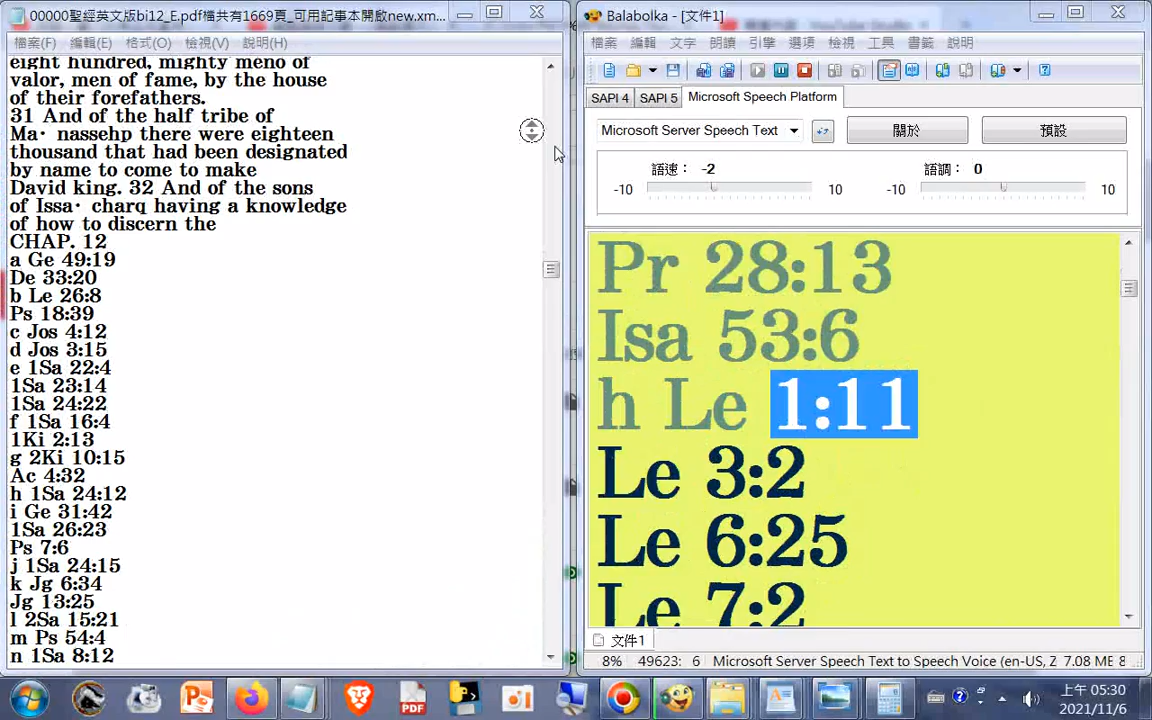 00000聖經英文版bi12_E.pdf檔共有1669頁_可用記事本開啟new.xm...
檔案(F) 編輯(E) 格式(O) 檢視(V) 說明(H)
eight hundred, mighty meno of
valor, men of fame, by the house
of their forefathers.
31 And of the half tribe of
Ma· nassehp there were eighteen
thousand that had been designated
by name to come to make
David king. 32 And of the sons
of Issa· charq having a knowledge
of how to discern the
CHAP. 12
a Ge 49:19
De 33:20
b Le 26:8
Ps 18:39
c Jos 4:12
d Jos 3:15
e 1Sa 22:4
1Sa 23:14
1Sa 24:22
f 1Sa 16:4
1Ki 2:13
g 2Ki 10:15
Ac 4:32
h 1Sa 24:12
i Ge 31:42
1Sa 26:23
Ps 7:6
j 1Sa 24:15
k Jg 6:34
Jg 13:25
l 2Sa 15:21
m Ps 54:4
n 1Sa 8:12
Balabolka - [文件1]
檔案 編輯 文字 朗讀 引擎 選項 檢視 工具 書籤 說明
SAPI 4 SAPI 5 Microsoft Speech Platform
Microsoft Server Speech Text 關於 預設
語速： -2 語調： 0
-10 10 -10 10
Pr 28:13
Isa 53:6
h Le 1:11
Le 3:2
Le 6:25
Le 7:2
文件1
8% 49623: 6 Microsoft Server Speech Text to Speech Voice (en-US, Z 7.08 MB 8
PDF
上午 05:30
2021/11/6